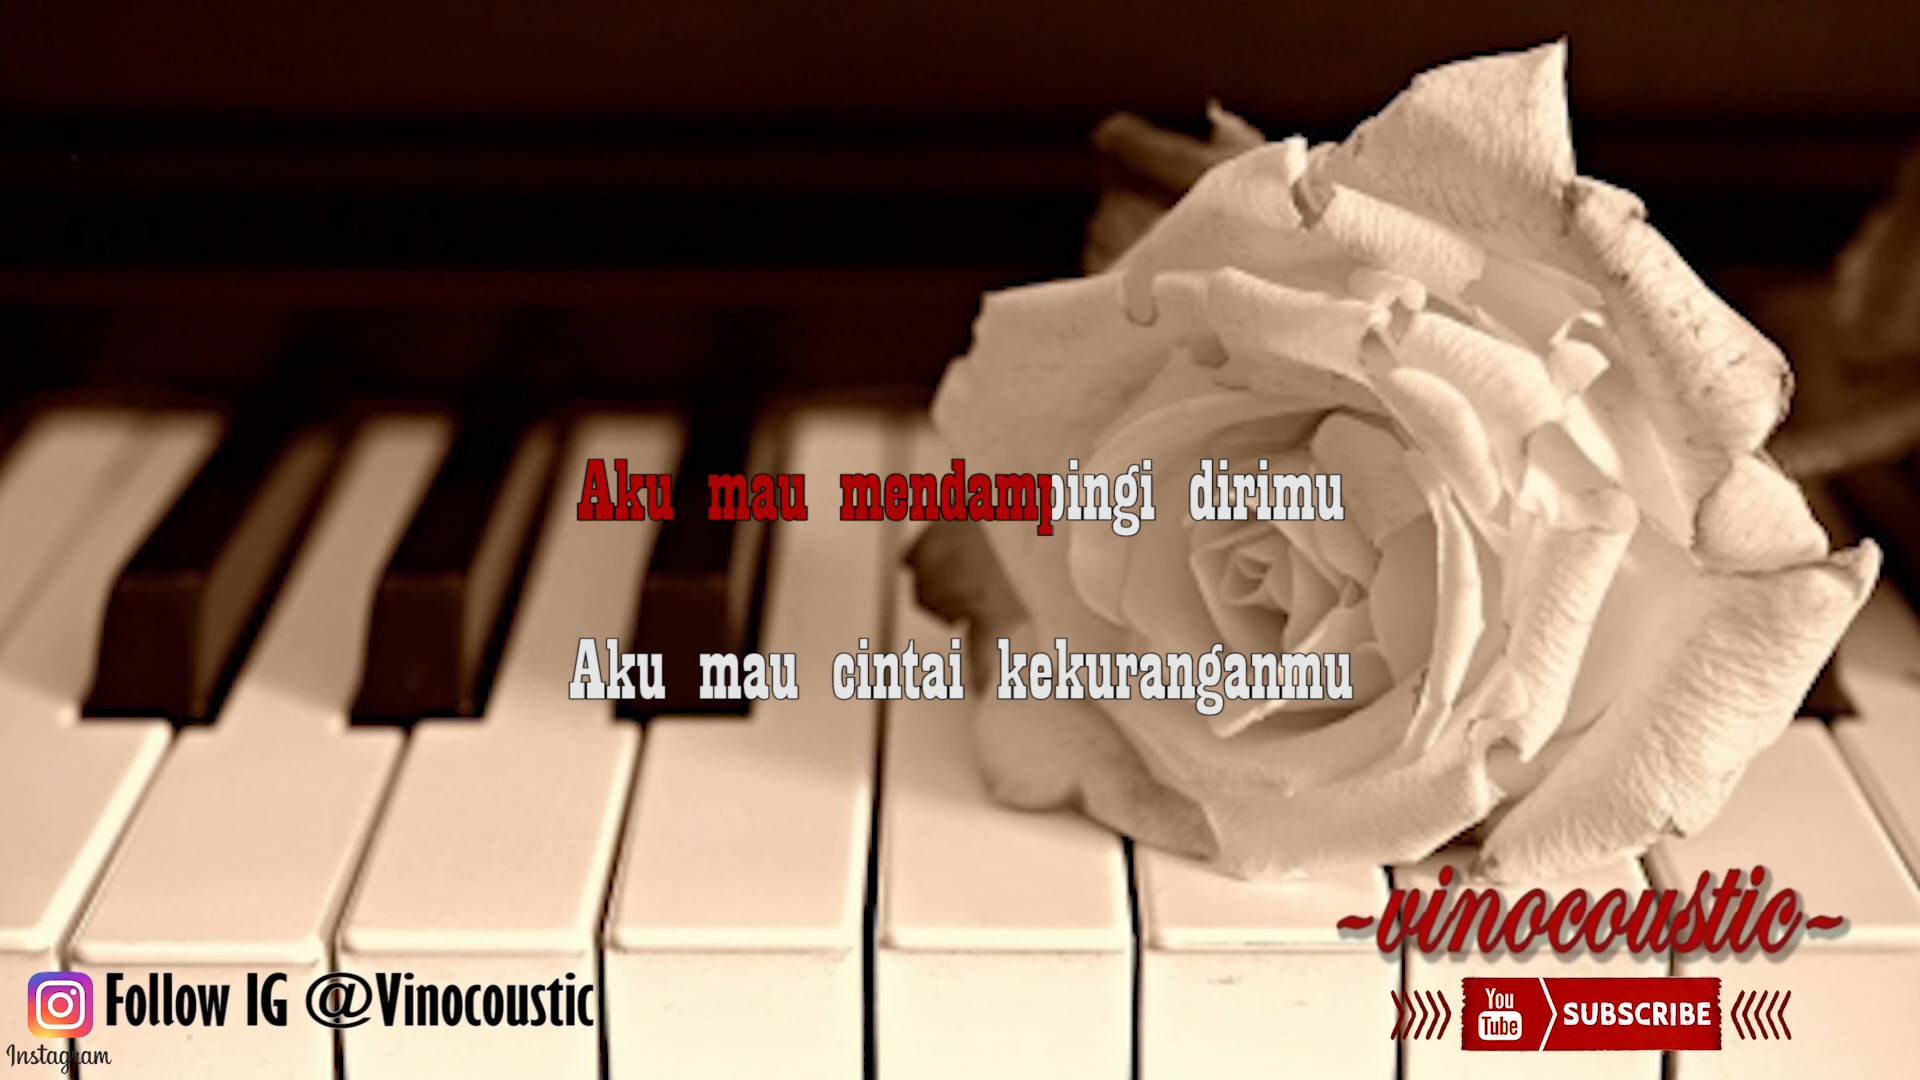 Aku mau mendampingi dirimu
Aku mau cintai kekuranganmu
~vinocoustic~
Follow IG @Vinocoustic
Instagram
You
Tube
SUBSCRIBE